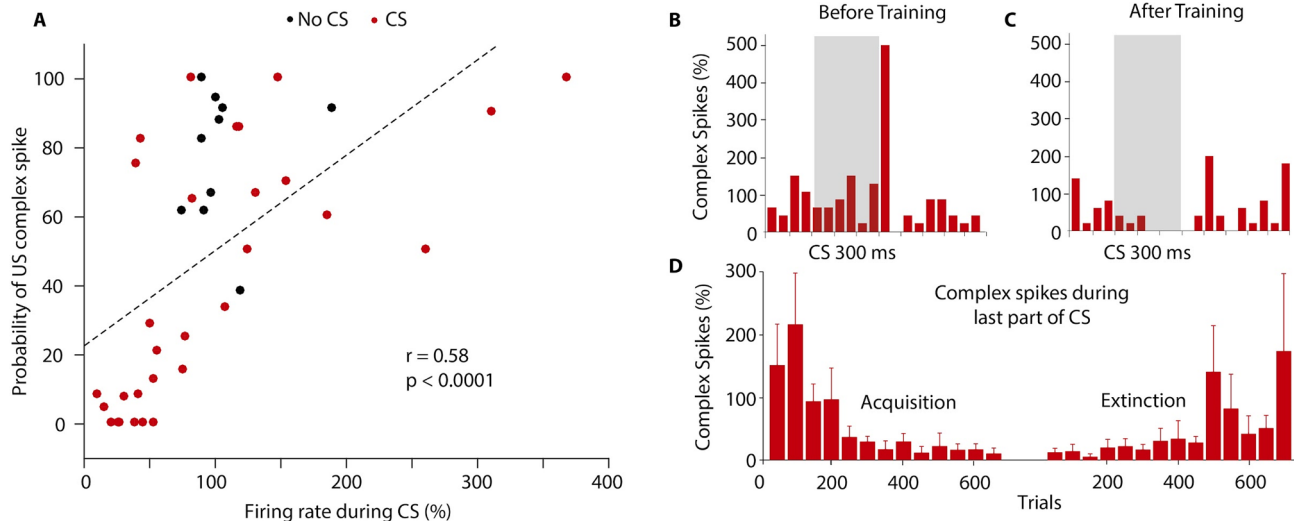 A
No CS
CS
Probability of US complex spike
100
80
60
40
20
0
r = 0.58
p < 0.0001
0
100
200
300
400
Firing rate during CS (%)
B
Before Training
Complex Spikes (%)
500
400
300
200
100
0
CS 300 ms
C
After Training
500
400
300
200
100
0
CS 300 ms
D
Complex Spikes (%)
300
200
100
0
Complex spikes during
last part of CS
Acquisition
Extinction
0
200
400
600
200
400
600
Trials